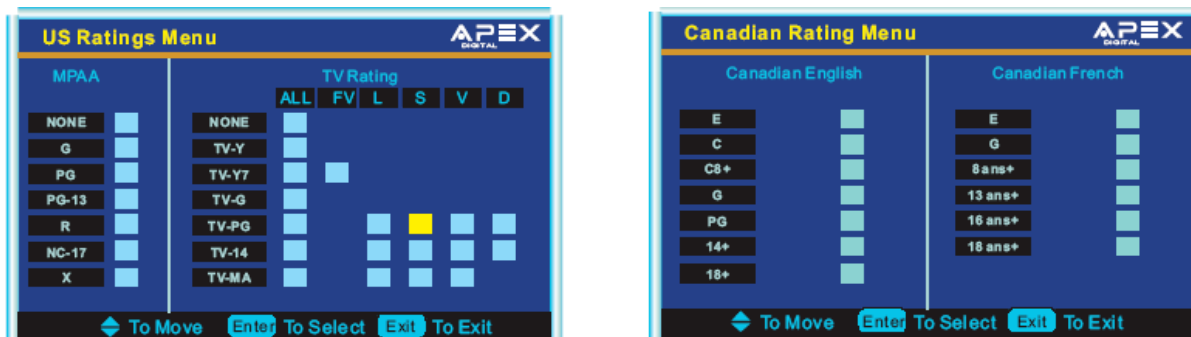 US Ratings Menu
APEX
DIGITAL
MPAA
TV Rating
ALL FV L S V D
NONE NONE
G TV-Y
PG TV-Y7
PG-13 TV-G
R TV-PG
NC-17 TV-14
X TV-MA
To Move Enter To Select Exit To Exit
Canadian Rating Menu
APEX
DIGITAL
Canadian English Canadian French
E E
C G
C8+ 8ans+
G 13 ans+
PG 16 ans+
14+ 18 ans+
18+
To Move Enter To Select Exit To Exit